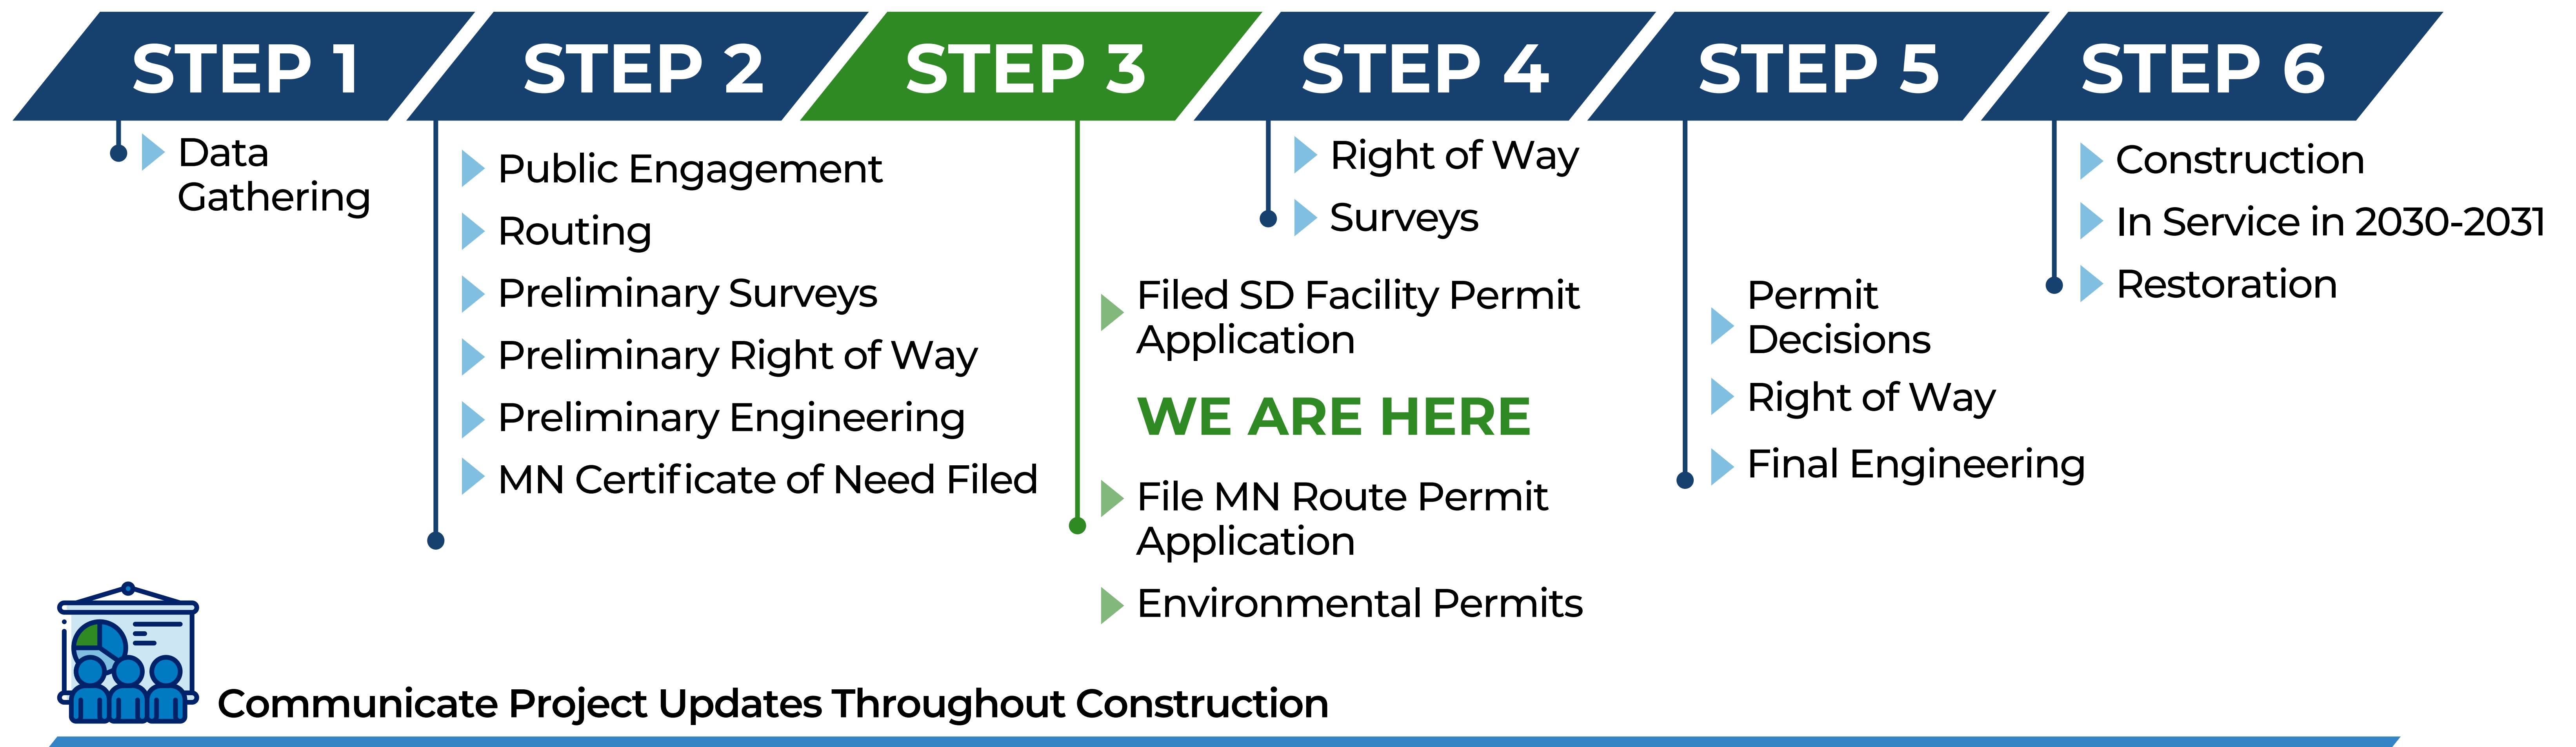 STEP 1
Data
Gathering
STEP 2
Public Engagement
Routing
Preliminary Surveys
Preliminary Right of Way
Preliminary Engineering
MN Certificate of Need Filed
STEP 3
Filed SD Facility Permit
Application
WE ARE HERE
File MN Route Permit
Application
Environmental Permits
STEP 4
Right of Way
Surveys
STEP 5
Permit
Decisions
Right of Way
Final Engineering
STEP 6
Construction
In Service in 2030-2031
Restoration
Communicate Project Updates Throughout Construction